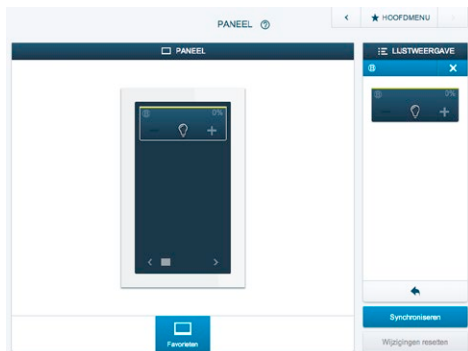 PANEEL
HOOFDMENU
PANEEL
LIJSTWEERGAVE
0%
0%
Favorieten
Synchroniseren
Wijzigingen resetten